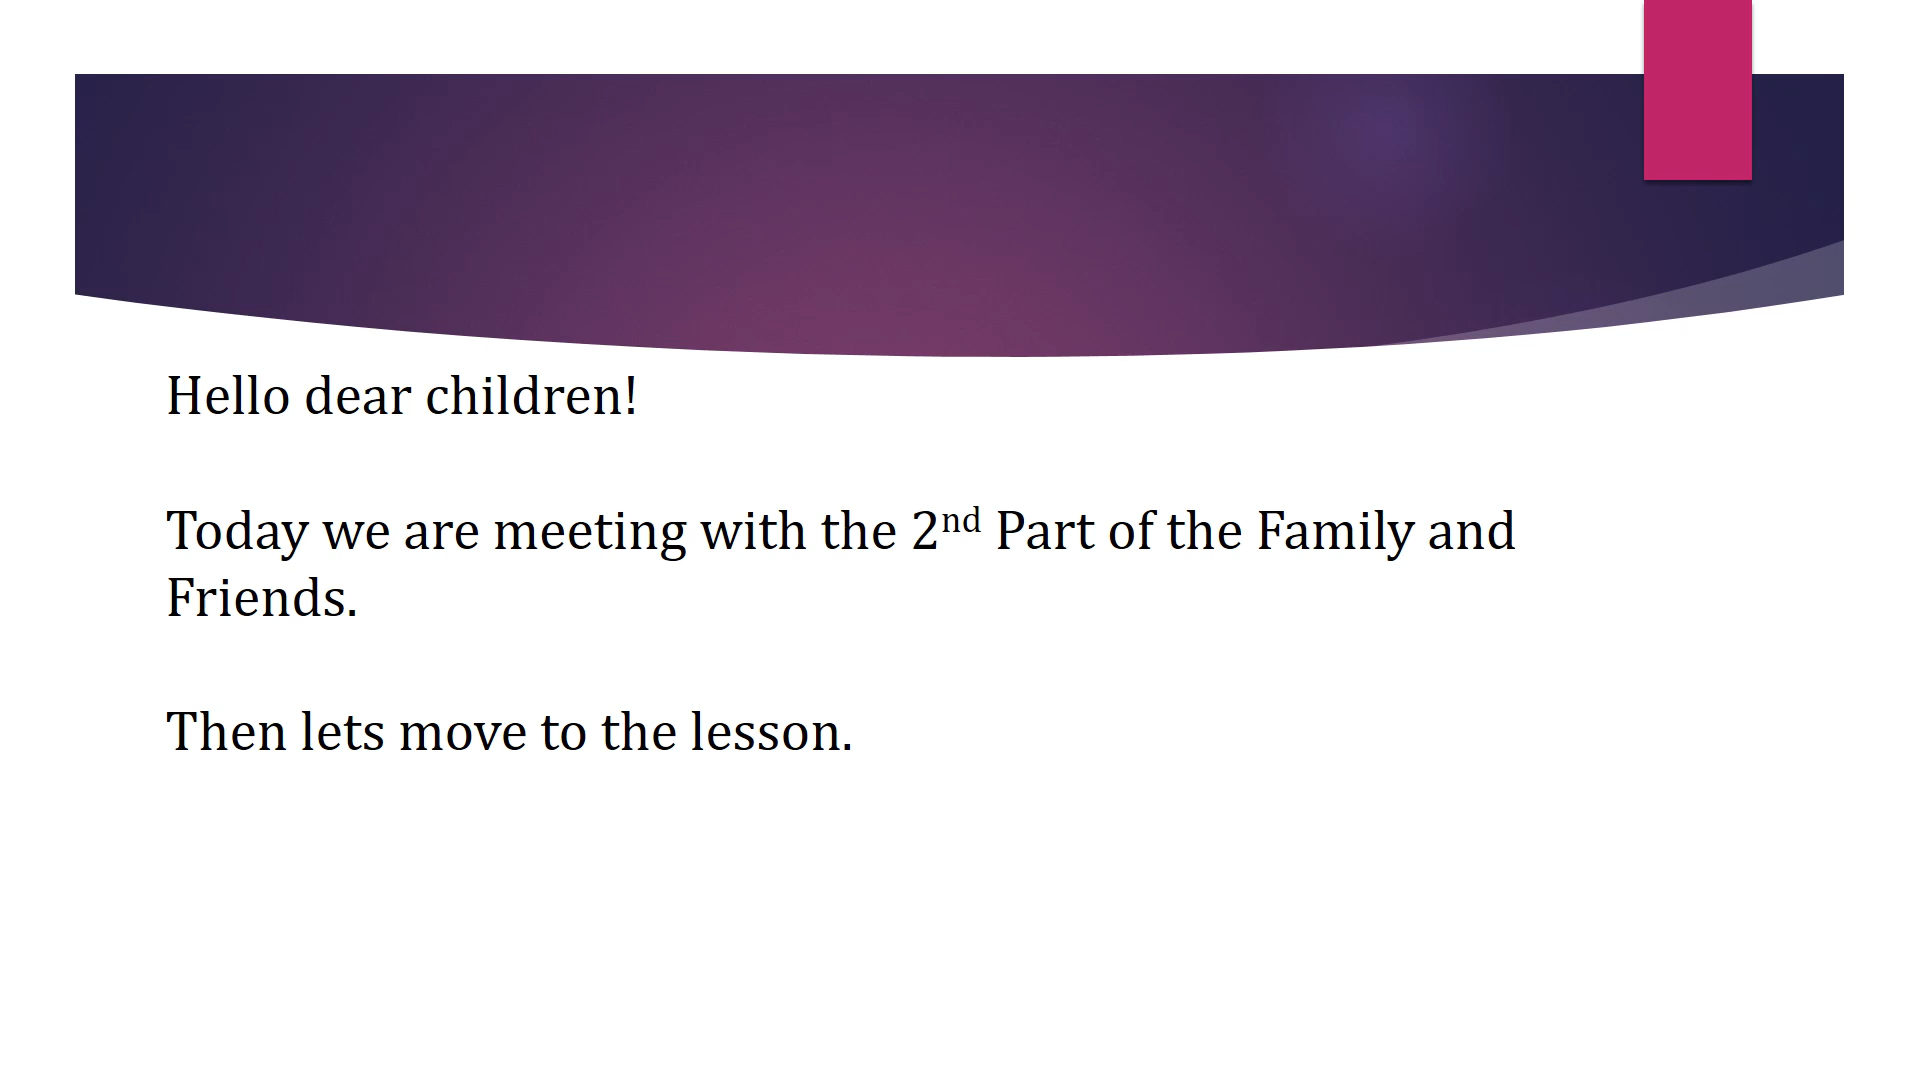 Hello dear children!
Today we are meeting with the 2nd Part of the Family and
Friends.
Then lets move to the lesson.